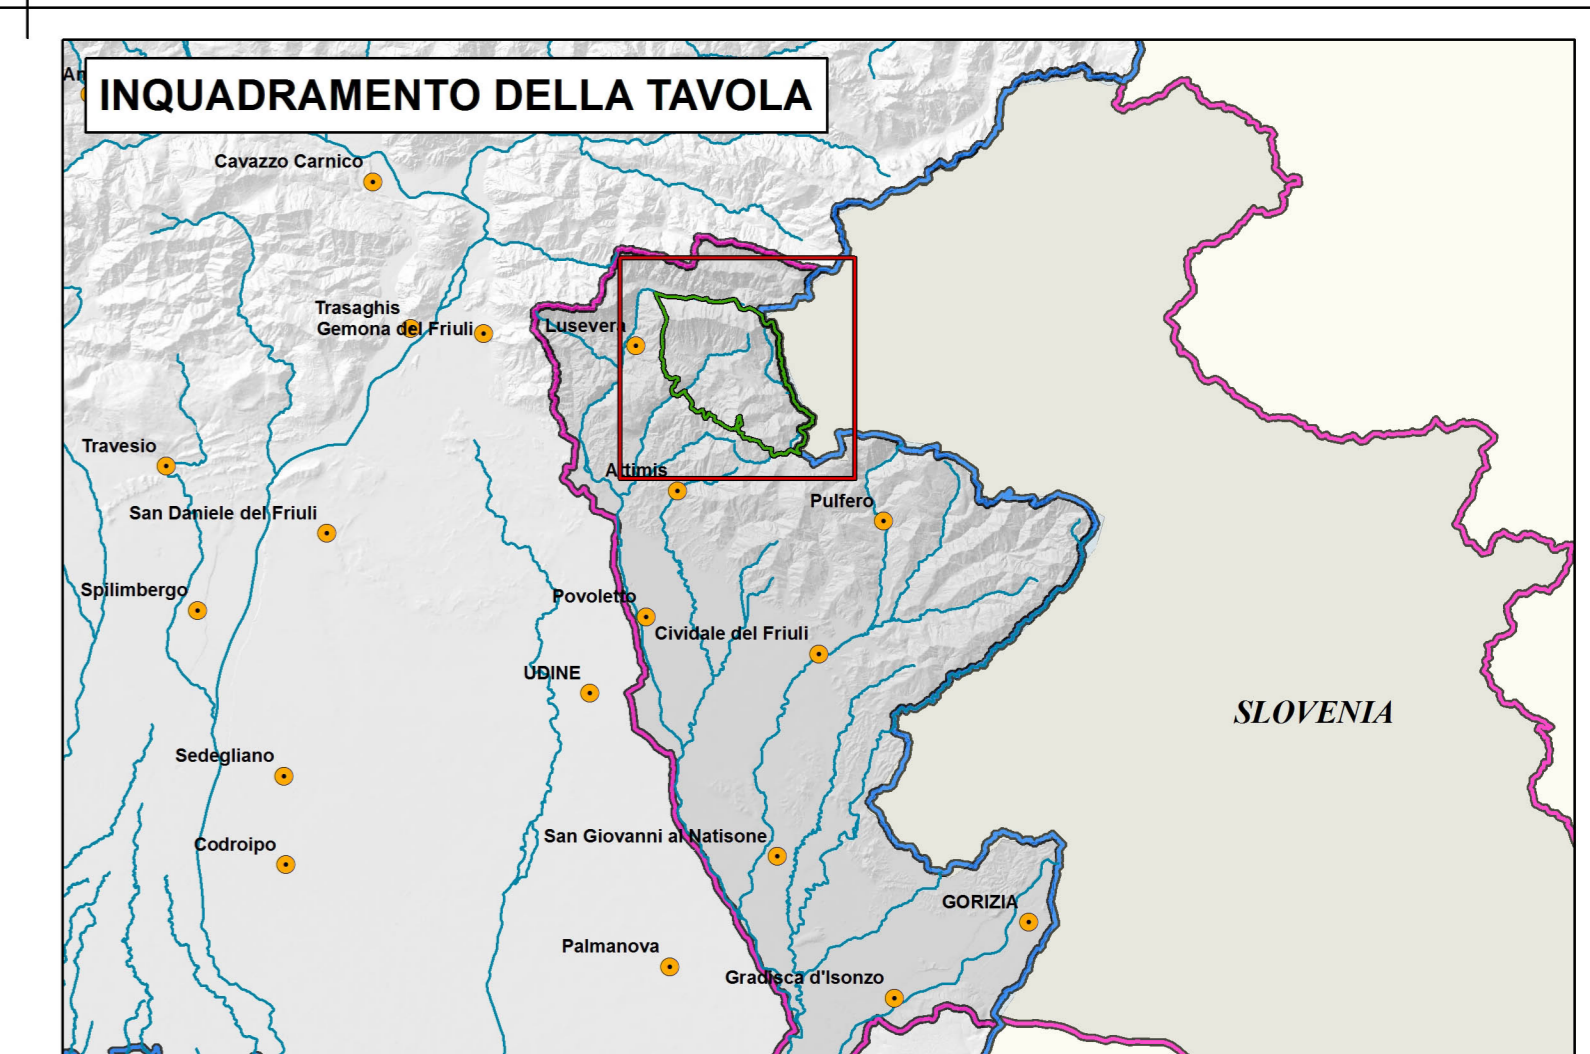 INQUADRAMENTO DELLA TAVOLA
Cavazzo Carnico
Trasaghis
Gemona del Friuli
Lusevera
Travesio
Attimis
Pulfero
San Daniele del Friuli
Spilimbergo
Povoletto
Cividale del Friuli
UDINE
SLOVENIA
Sedegliano
San Giovanni al Natisone
Codroipo
GORIZIA
Palmanova
Gradisca d'Isonzo